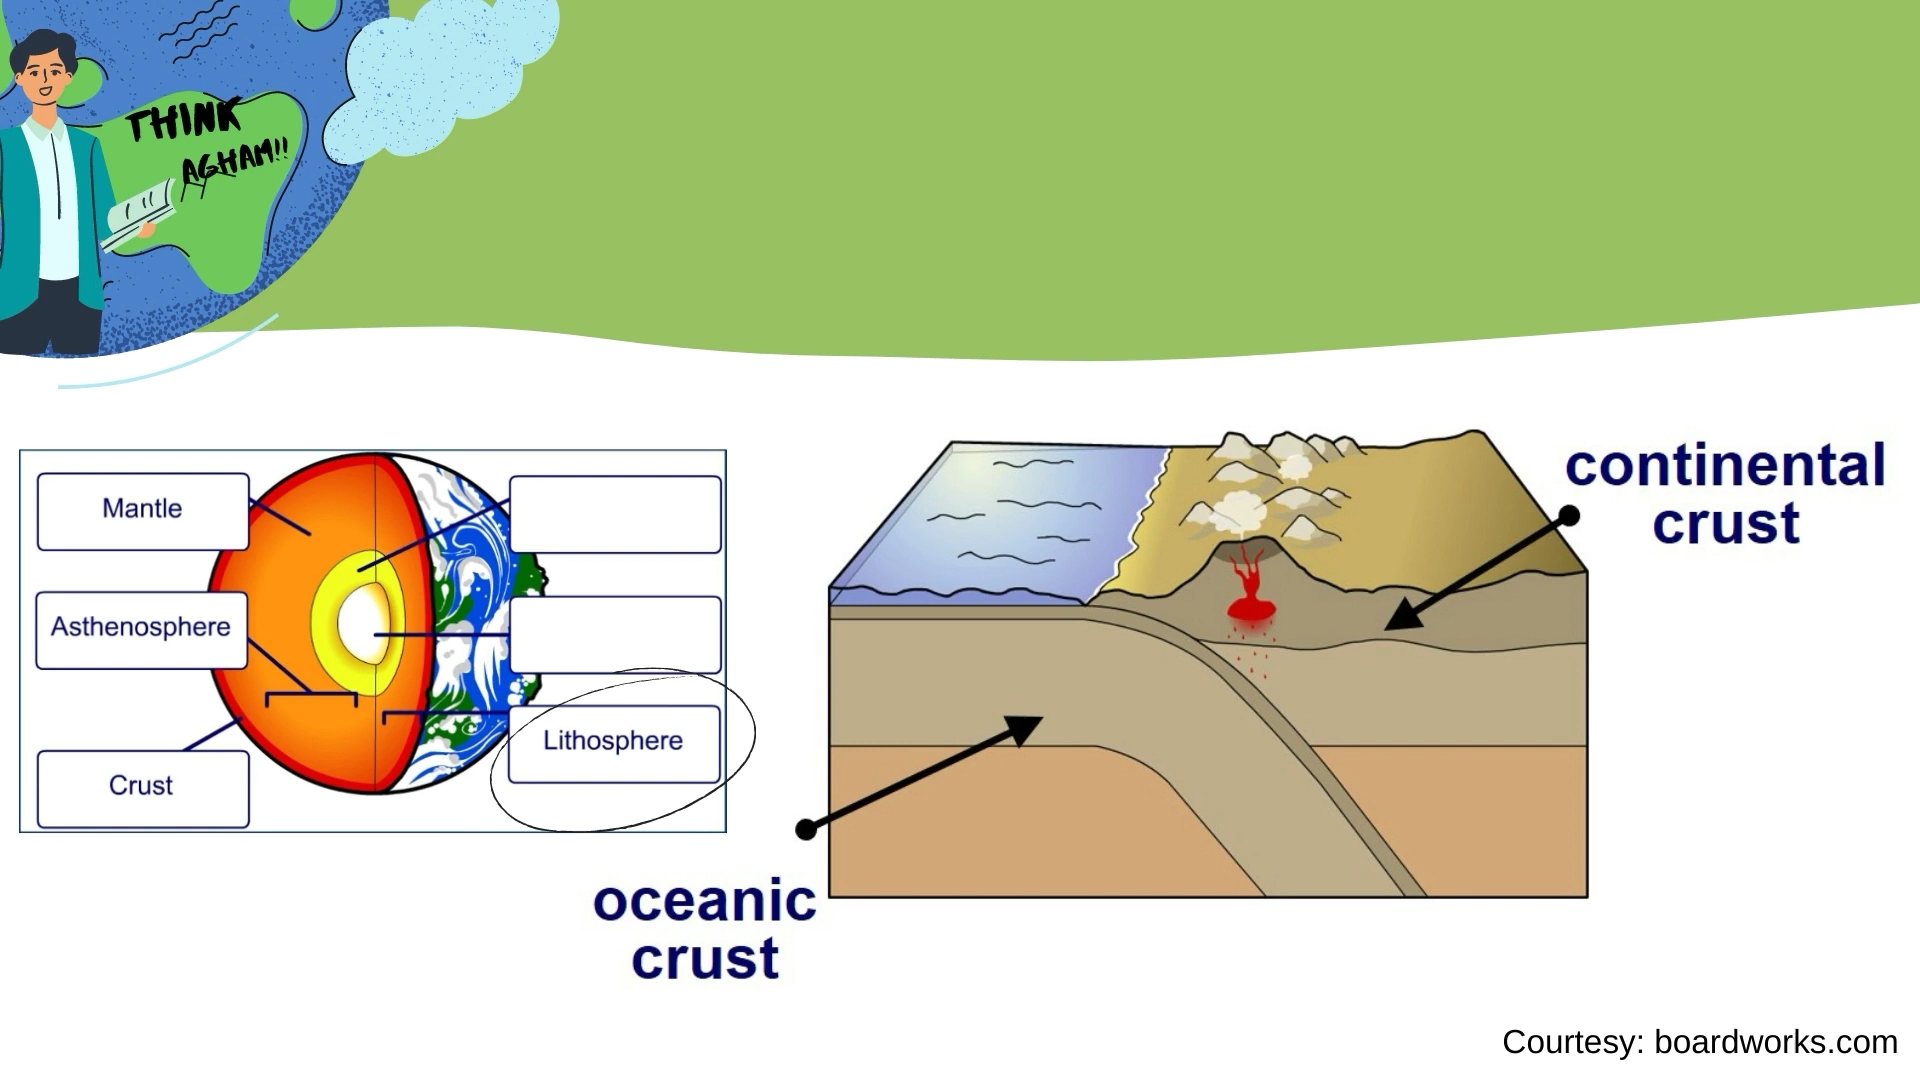 THINK
AGHAM!!
Mantle
Asthenosphere
Crust
Lithosphere
continental
crust
oceanic
crust
Courtesy: boardworks.com